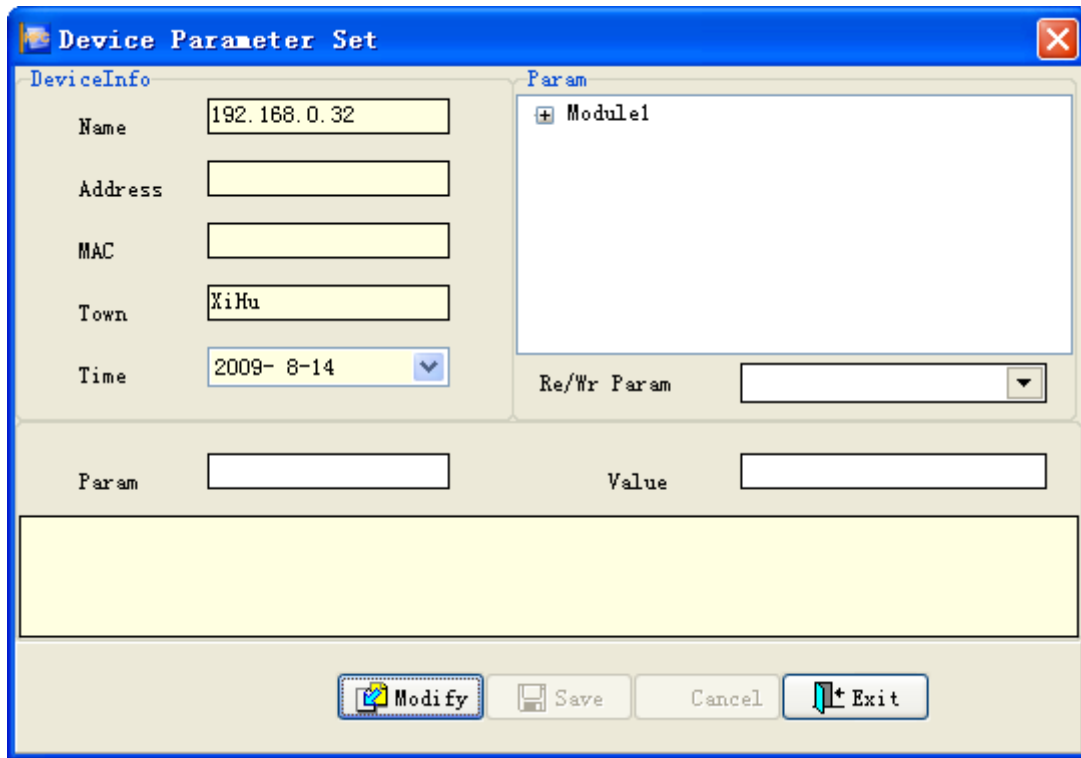 Device Parameter Set
DeviceInfo
Name
192.168.0.32
Address
MAC
Town
XiHu
Time
2009- 8-14
Param
Module1
Re/Wr Param
Param
Value
Modify
Save
Cancel
Exit